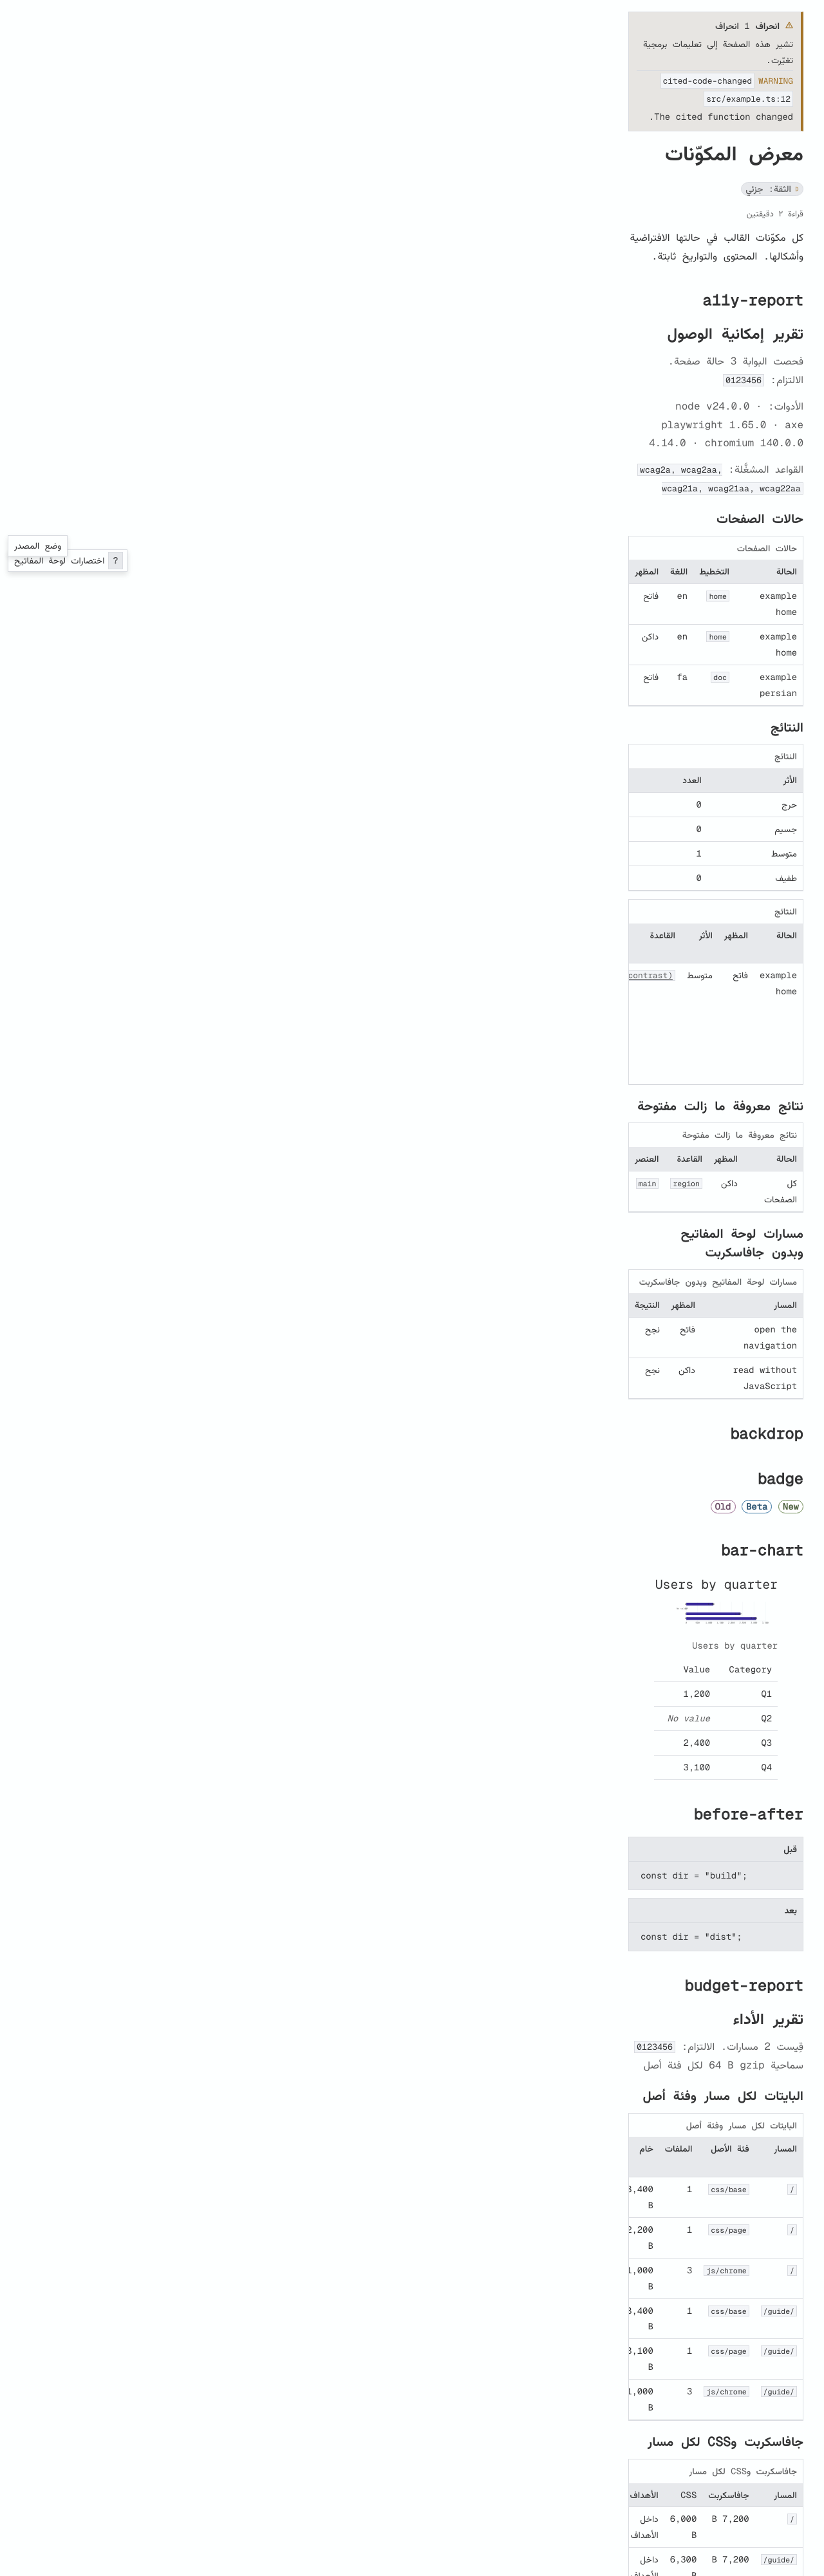 ⚠ انحراف 1 انحراف
تشير هذه الصفحة إلى تعليمات برمجية
تغيّرت.
WARNING cited-code-changed
src/example.ts:12
The cited function changed.
معرض المكوّنات
الثقة: جزئي
قراءة ٢ دقيقتين
كل مكوّنات القالب في حالتها الافتراضية
وأشكالها. المحتوى والتواريخ ثابتة.
a11y-report
تقرير إمكانية الوصول
فحصت البوابة 3 حالة صفحة.
الالتزام: 0123456
الأدوات: · node v24.0.0
playwright 1.65.0 · axe
4.14.0 · chromium 140.0.0
القواعد المشغَّلة: wcag2a, wcag2aa,
wcag21a, wcag21aa, wcag22aa
حالات الصفحات
وضع المصدر
? اختصارات لوحة المفاتيح
حالات الصفحات
الحالة التخطيط اللغة المظهر
example home en فاتح
home
example home en داكن
home
example doc fa فاتح
persian
النتائج
النتائج
الأثر العدد
حرج 0
جسيم 0
متوسط 1
طفيف 0
النتائج
الحالة المظهر الأثر القاعدة
example فاتح متوسط contrast)
home
نتائج معروفة ما زالت مفتوحة
نتائج معروفة ما زالت مفتوحة
الحالة المظهر القاعدة العنصر
كل داكن region main
الصفحات
مسارات لوحة المفاتيح
وبدون جافاسكربت
مسارات لوحة المفاتيح وبدون جافاسكربت
المسار المظهر النتيجة
open the فاتح نجح
navigation
read without داكن نجح
JavaScript
backdrop
badge
New Beta Old
bar-chart
Users by quarter
Users by quarter
Category Value
Q1 1,200
Q2 No value
Q3 2,400
Q4 3,100
before-after
قبل
const dir = "build";
بعد
const dir = "dist";
budget-report
تقرير الأداء
قِيست 2 مسارات. الالتزام: 0123456
سماحية 64 B gzip لكل فئة أصل
البايتات لكل مسار وفئة أصل
البايتات لكل مسار وفئة أصل
المسار فئة الأصل الملفات خام
/ css/base 1 3,400
B
/ css/page 1 2,200
B
/ js/chrome 3 1,000
B
/guide/ css/base 1 3,400
B
/guide/ css/page 1 3,100
B
/guide/ js/chrome 3 1,000
B
جافاسكربت وCSS لكل مسار
جافاسكربت وCSS لكل مسار
المسار جافاسكربت CSS الأهداف
/ 7,200 B 6,000 داخل
B الأهداف
/guide/ 7,200 B 6,300 داخل